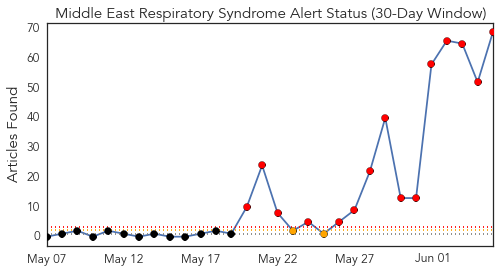 Middle East Respiratory Syndrome Alert Status (30-Day Window)
Articles Found
70
60
50
40
30
20
10
0
May 07 May 12 May 17 May 22 May 27 Jun 01